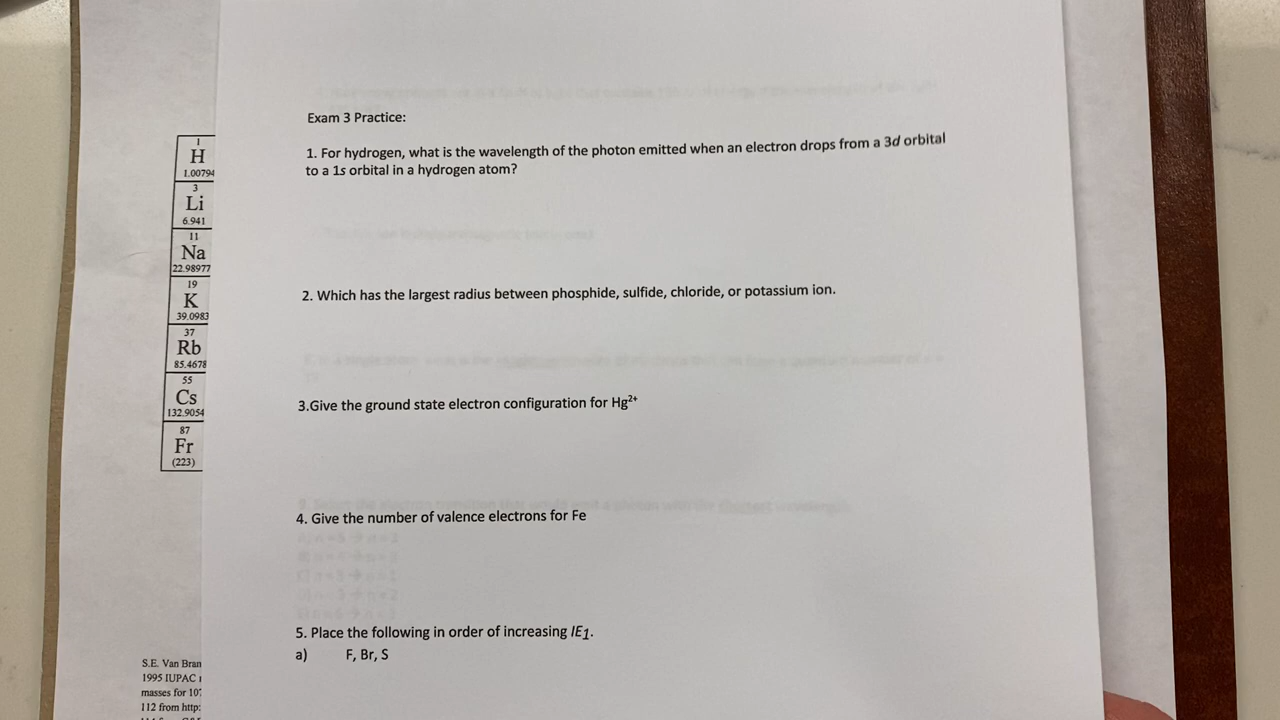 Exam 3 Practice:
1. For hydrogen, what is the wavelength of the photon emitted when an electron drops from a 3d orbital
to a 1s orbital in a hydrogen atom?
2. Which has the largest radius between phosphide, sulfide, chloride, or potassium ion.
3.Give the ground state electron configuration for Hg²⁺
4. Give the number of valence electrons for Fe
5. Place the following in order of increasing IE₁.
a) F, Br, S
1
H
1.00794
3
Li
6.941
11
Na
22.98977
19
K
39.0983
37
Rb
85.4678
55
Cs
132.9054
87
Fr
(223)
S.E. Van Bran
1995 IUPAC
masses for 10
112 from http: